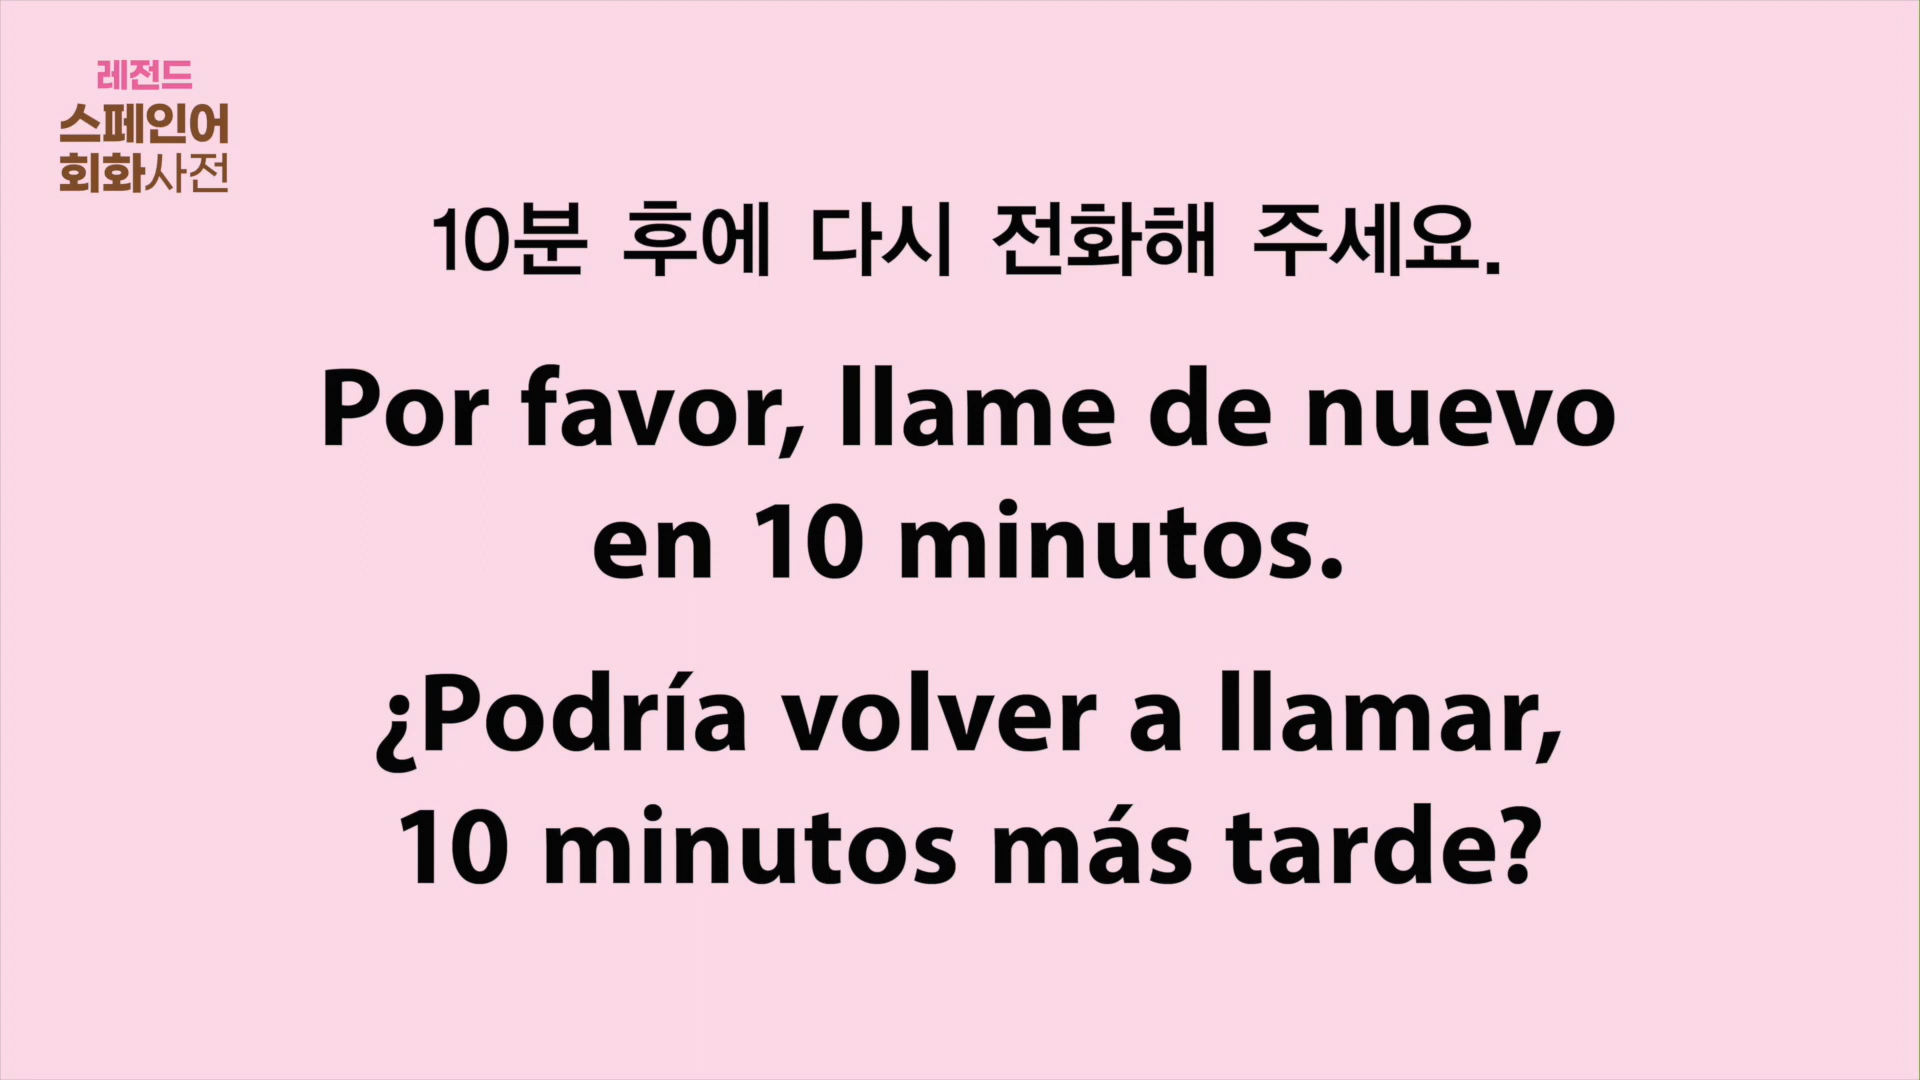 레전드
스페인어
회화사전
10분 후에 다시 전화해 주세요.
Por favor, llame de nuevo
en 10 minutos.
¿Podría volver a llamar,
10 minutos más tarde?